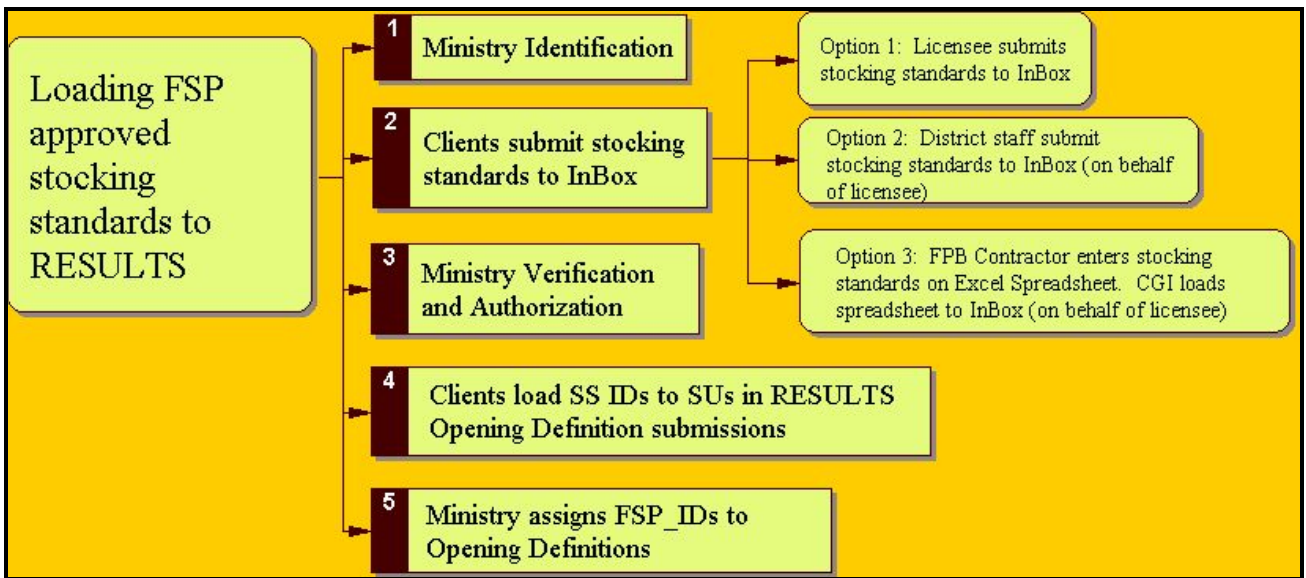 Loading FSP
approved
stocking
standards to
RESULTS
1
Ministry Identification
2
Clients submit stocking
standards to InBox
Option 1: Licensee submits
stocking standards to InBox
Option 2: District staff submit
stocking standards to InBox (on behalf
of licensee)
Option 3: FPB Contractor enters stocking
standards on Excel Spreadsheet. CGI loads
spreadsheet to InBox (on behalf of licensee)
3
Ministry Verification
and Authorization
4
Clients load SS IDs to SUs in RESULTS
Opening Definition submissions
5
Ministry assigns FSP_IDs to
Opening Definitions